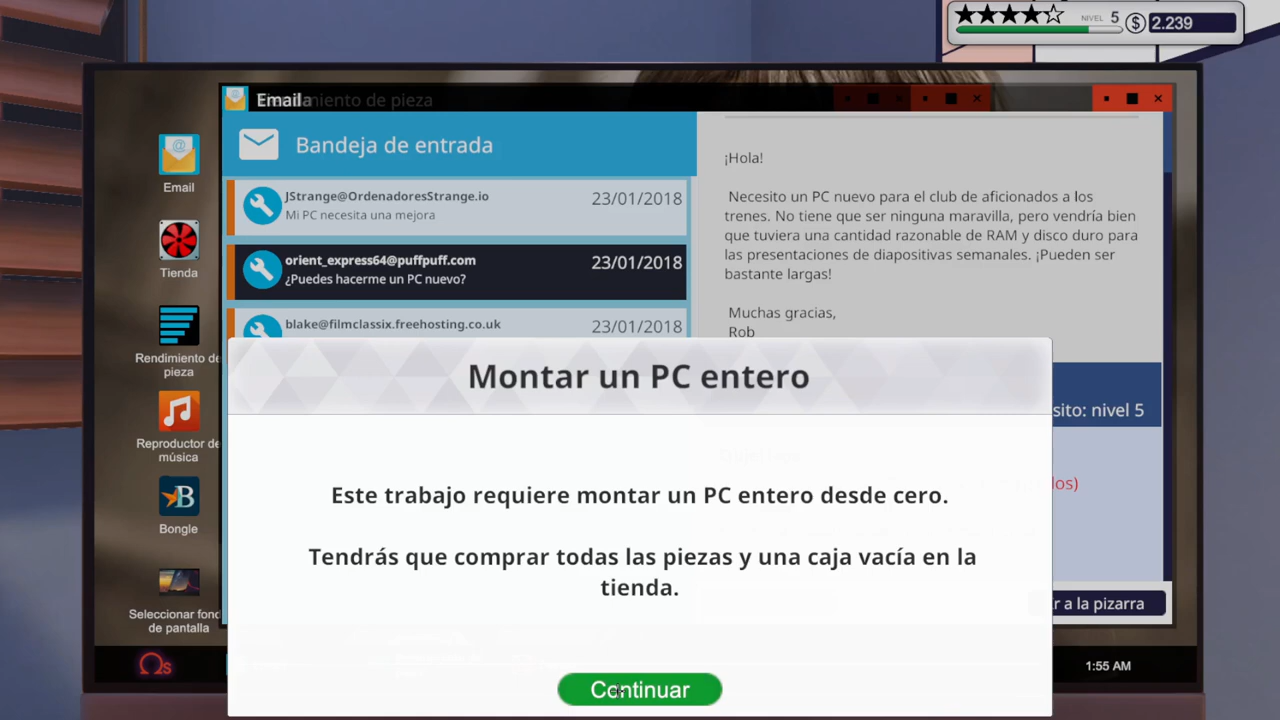 NIVEL 5 $ 2.239
Email
Bandeja de entrada
JStrange@OrdenadoresStrange.io 23/01/2018
Mi PC necesita una mejora
orient_express64@puffpuff.com 23/01/2018
¿Puedes hacerme un PC nuevo?
blake@filmclassix.freehosting.co.uk 23/01/2018
¡Hola!
Necesito un PC nuevo para el club de aficionados a los
trenes. No tiene que ser ninguna maravilla, pero vendría bien
que tuviera una cantidad razonable de RAM y disco duro para
las presentaciones de diapositivas semanales. ¡Pueden ser
bastante largas!
Muchas gracias,
Rob
sito: nivel 5
los)
r a la pizarra
Email
Tienda
Rendimiento de
pieza
Reproductor de
música
B
Bongle
Seleccionar fond
de pantalla
Ωs
1:55 AM
Montar un PC entero
Este trabajo requiere montar un PC entero desde cero.
Tendrás que comprar todas las piezas y una caja vacía en la
tienda.
Continuar